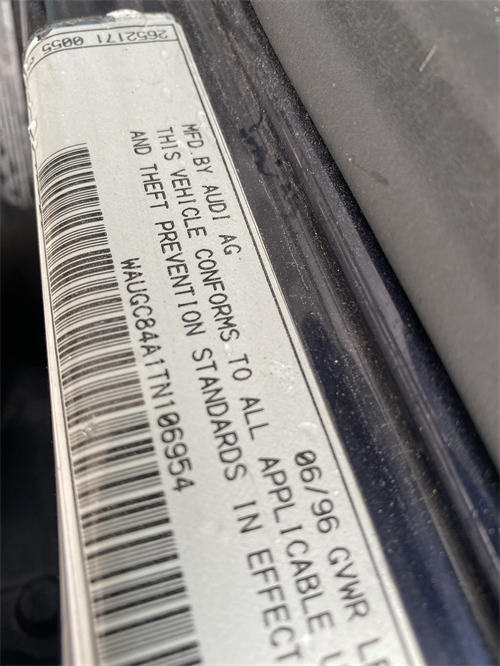 2652171 0055
MFD.BY AUDI AG 06/96 GVWR
THIS VEHICLE CONFORMS TO ALL APPLICABLE
AND THEFT PREVENTION STANDARDS IN EFFECT
WAUGC84A1TN106954